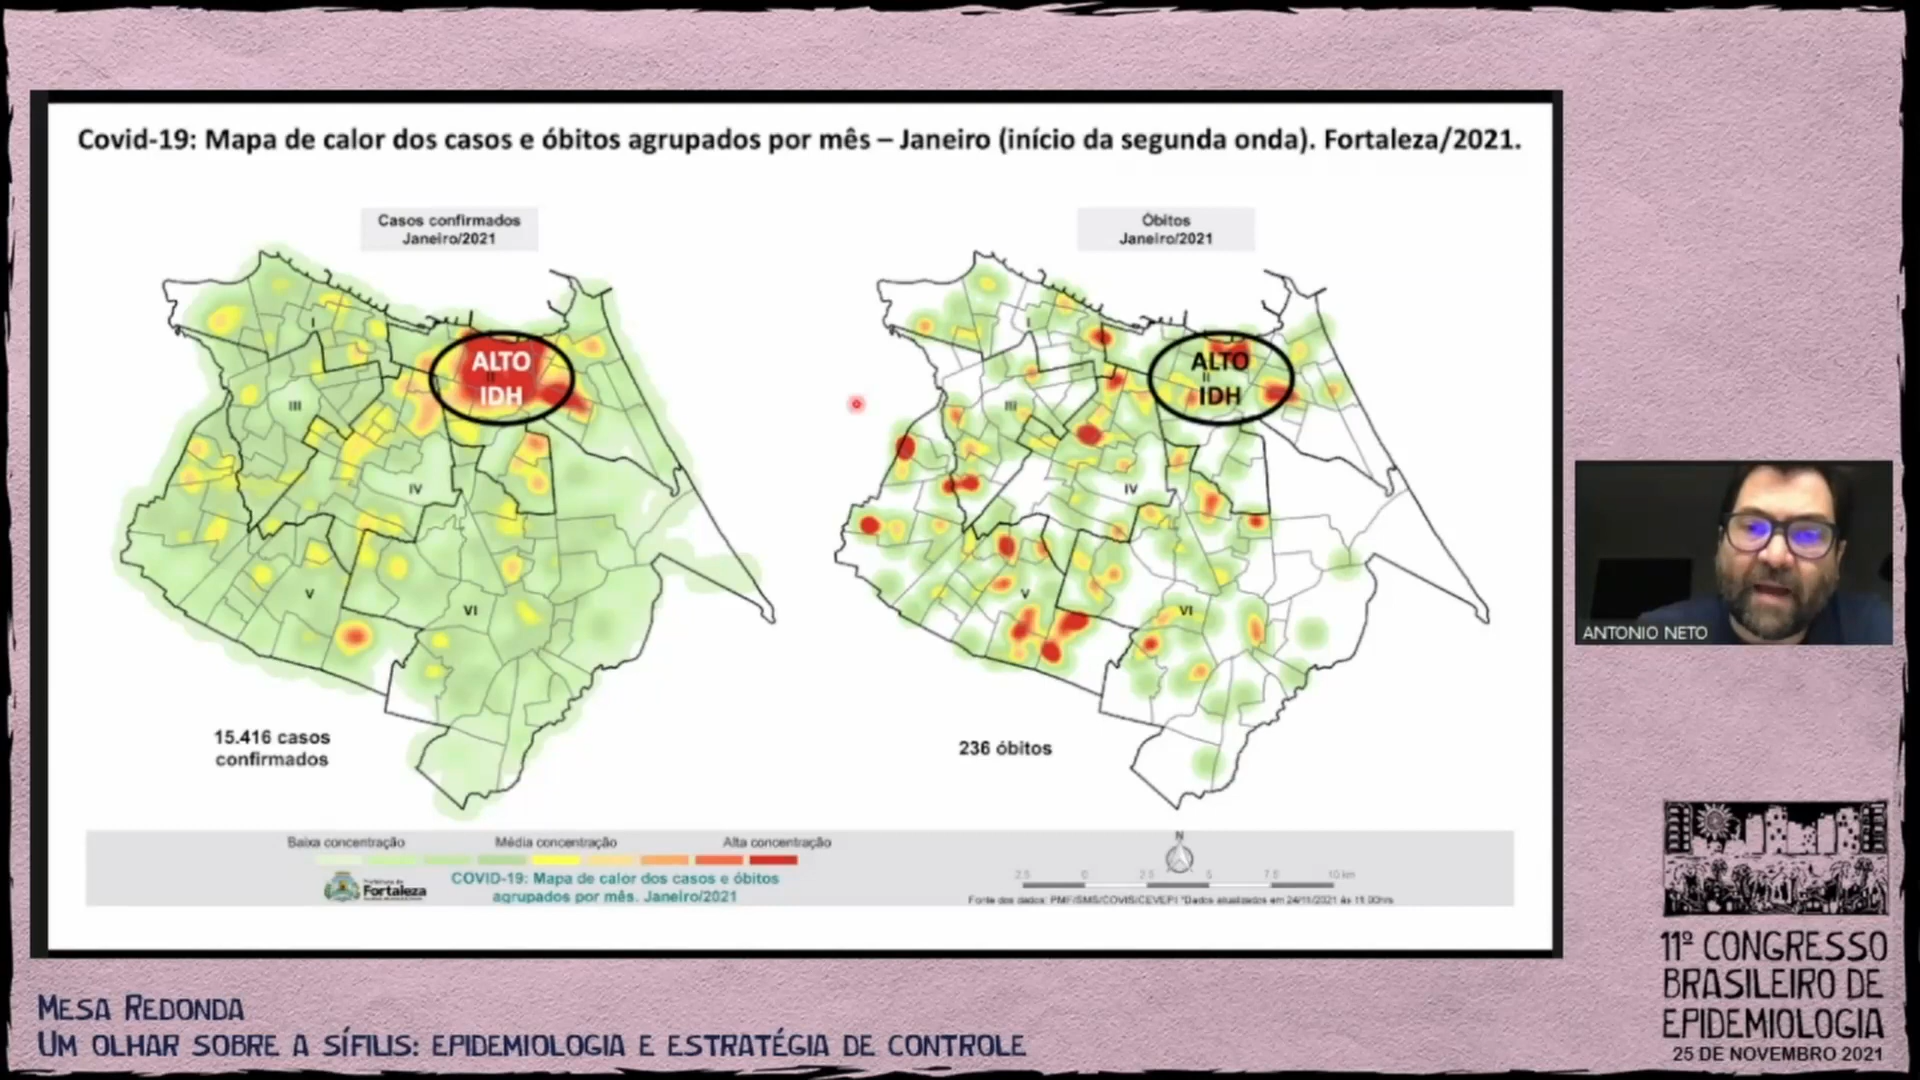 Covid-19: Mapa de calor dos casos e óbitos agrupados por mês – Janeiro (início da segunda onda). Fortaleza/2021.
Casos confirmados
Janeiro/2021
Óbitos
Janeiro/2021
I
ALTO
II
IDH
III
IV
V
VI
15.416 casos
confirmados
I
ALTO
II
IDH
III
IV
V
VI
236 óbitos
Baixa concentração
Média concentração
Alta concentração
Prefeitura de
Fortaleza
COVID-19: Mapa de calor dos casos e óbitos
agrupados por mês. Janeiro/2021
N
2.5 0 2.5 5 7.5 10 km
Fonte dos dados: PMF/SMS/COVIS/CEVEPI *Dados atualizados em 24/11/2021 às 11:00hrs
ANTONIO NETO
11º CONGRESSO
BRASILEIRO DE
EPIDEMIOLOGIA
25 DE NOVEMBRO 2021
MESA REDONDA
UM OLHAR SOBRE A SÍFILIS: EPIDEMIOLOGIA E ESTRATÉGIA DE CONTROLE